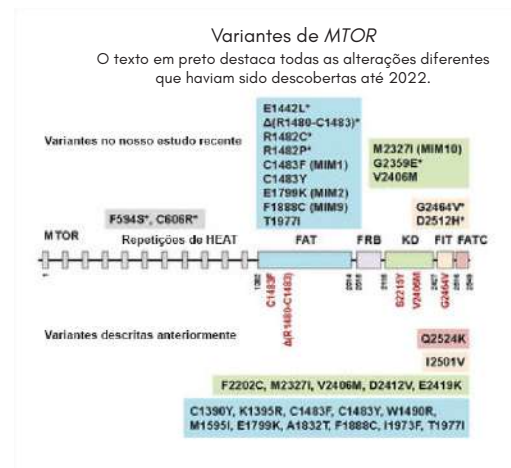 Variantes de MTOR
O texto em preto destaca todas as alterações diferentes
que haviam sido descobertas até 2022.
E1442L*
Δ(R1480-C1483)*
R1482C*
Variantes no nosso estudo recente
R1482P*
C1483F (MIM1)
C1483Y
E1799K (MIM2)
F1888C (MIM9)
T1977I
M2327I (MIM10)
G2359E*
V2406M
G2464V*
D2512H*
F594S*, C606R*
MTOR
Repetições de HEAT
FAT
FRB
KD
FIT
FATC
1
C1483F
Δ(R1480-C1483)
S2215Y
V2406M
G2464V
2549
Variantes descritas anteriormente
Q2524K
I2501V
F2202C, M2327I, V2406M, D2412V, E2419K
C1390Y, K1395R, C1483F, C1483Y, W1490R,
M1595I, E1799K, A1832T, F1888C, I1973F, T1977I